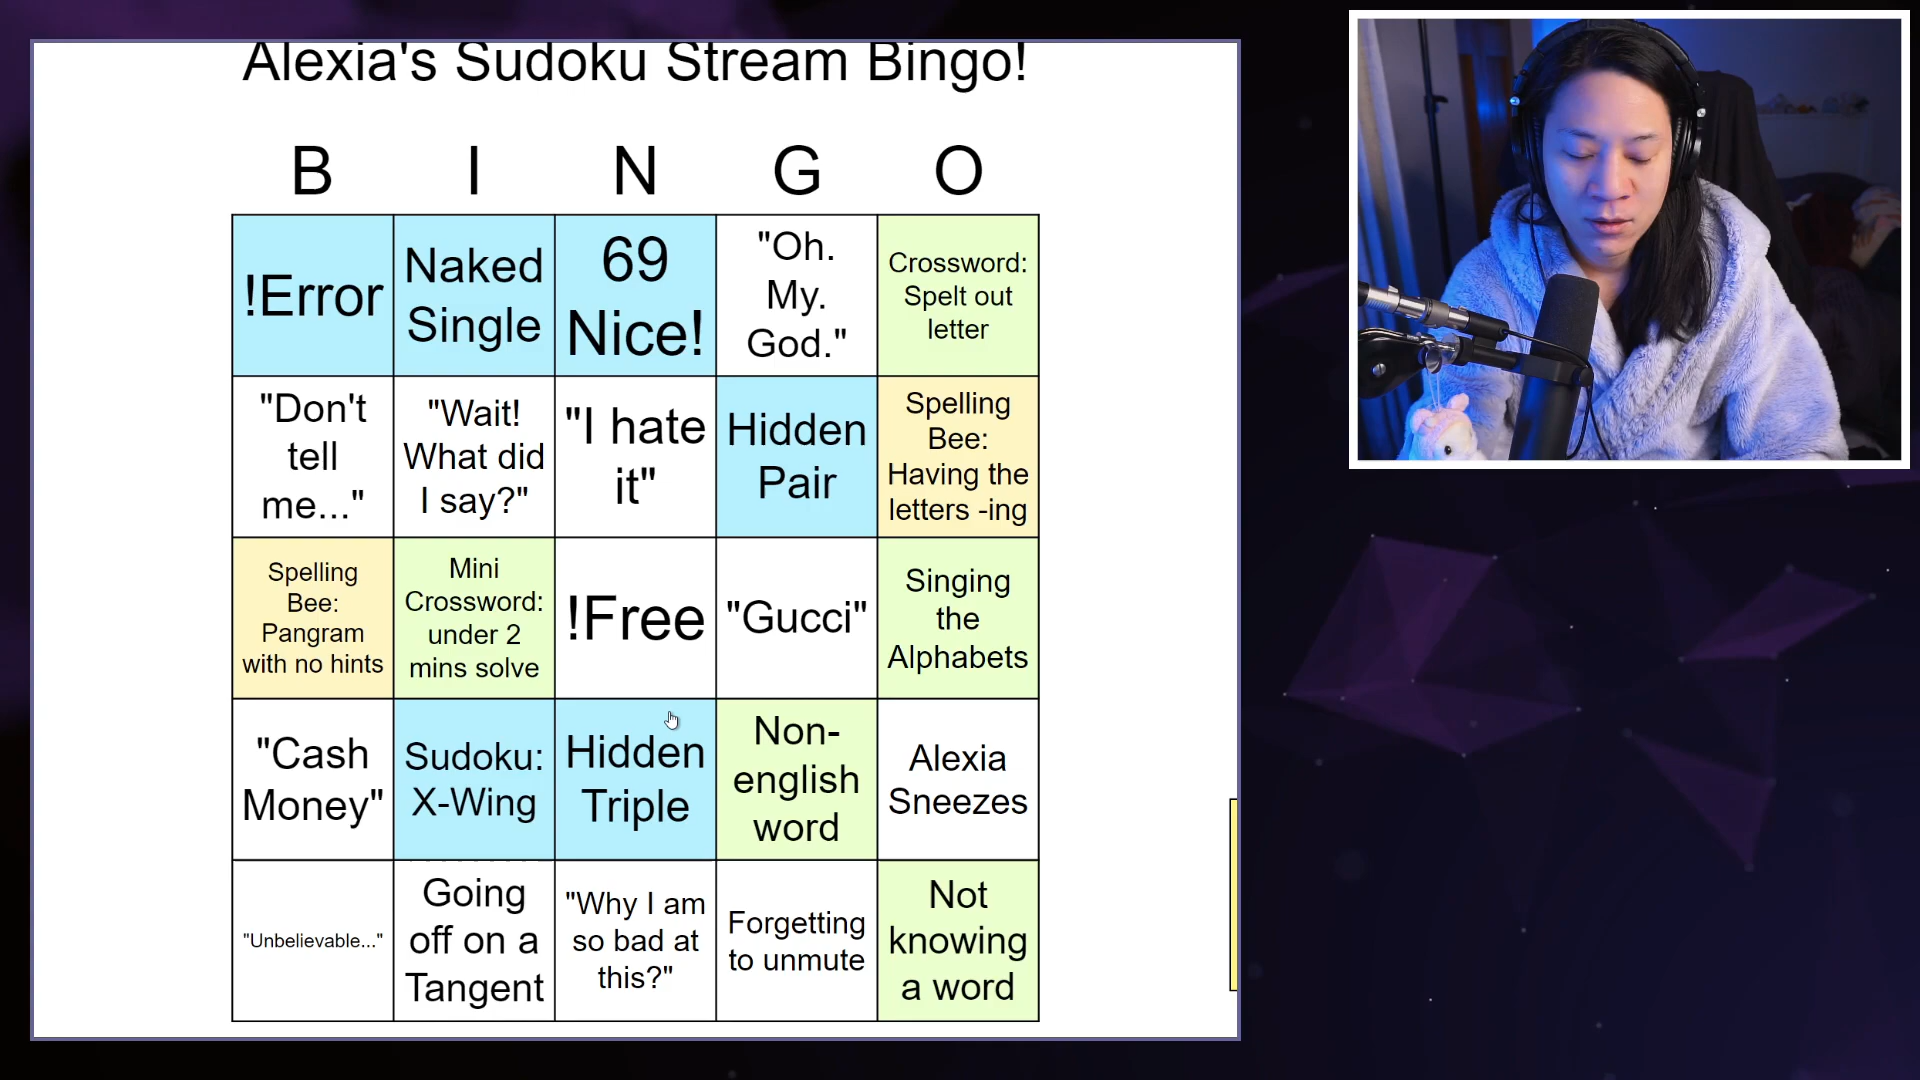 Alexia's Sudoku Stream Bingo!
B I N G O
!Error
Naked
Single
69
Nice!
"Oh.
My.
God."
Crossword:
Spelt out
letter
"Don't
tell
me..."
"Wait!
What did
I say?"
"I hate
it"
Hidden
Pair
Spelling
Bee:
Having the
letters -ing
Spelling
Bee:
Pangram
with no hints
Mini
Crossword:
under 2
mins solve
!Free
"Gucci"
Singing
the
Alphabets
"Cash
Money"
Sudoku:
X-Wing
Hidden
Triple
Non-
english
word
Alexia
Sneezes
"Unbelievable..."
Going
off on a
Tangent
"Why I am
so bad at
this?"
Forgetting
to unmute
Not
knowing
a word